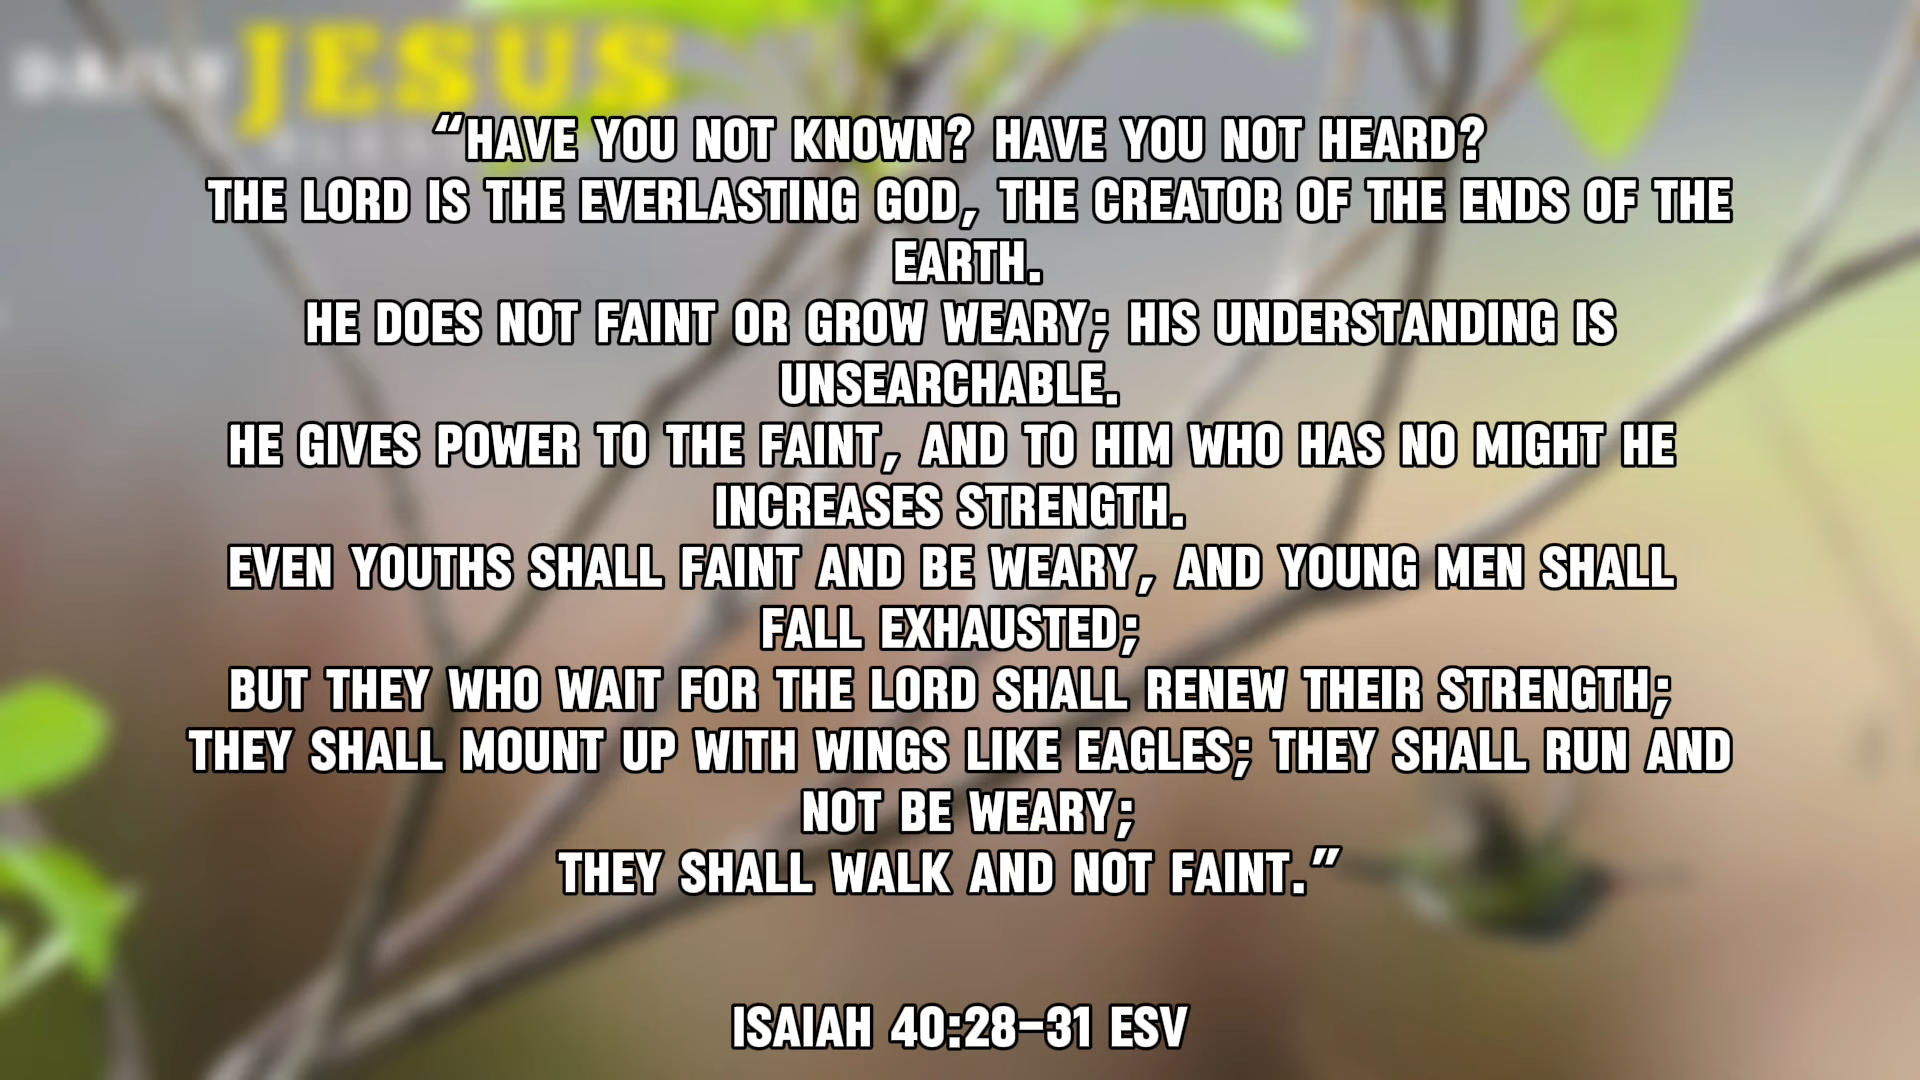 DAILY JESUS
“HAVE YOU NOT KNOWN? HAVE YOU NOT HEARD?
THE LORD IS THE EVERLASTING GOD, THE CREATOR OF THE ENDS OF THE
EARTH.
HE DOES NOT FAINT OR GROW WEARY; HIS UNDERSTANDING IS
UNSEARCHABLE.
HE GIVES POWER TO THE FAINT, AND TO HIM WHO HAS NO MIGHT HE
INCREASES STRENGTH.
EVEN YOUTHS SHALL FAINT AND BE WEARY, AND YOUNG MEN SHALL
FALL EXHAUSTED;
BUT THEY WHO WAIT FOR THE LORD SHALL RENEW THEIR STRENGTH;
THEY SHALL MOUNT UP WITH WINGS LIKE EAGLES; THEY SHALL RUN AND
NOT BE WEARY;
THEY SHALL WALK AND NOT FAINT.”
ISAIAH 40:28-31 ESV